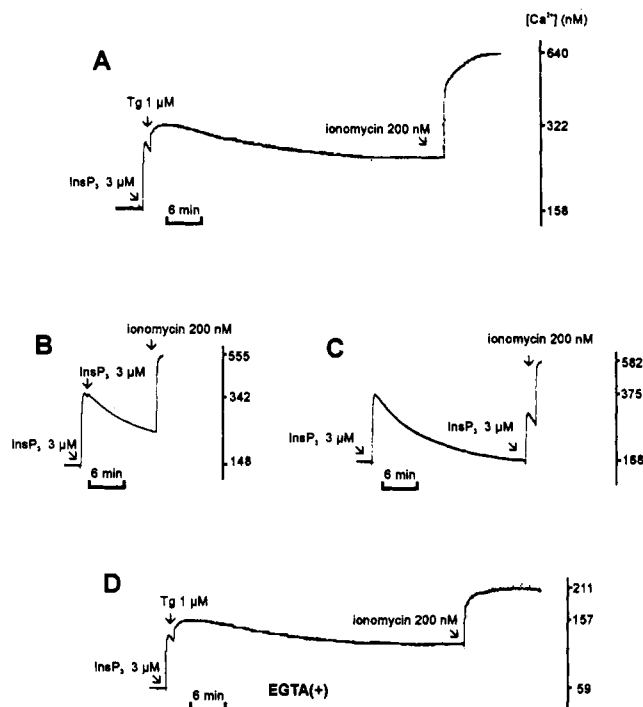 [Ca²⁺] (nM)
A
640
Tg 1 µM
322
ionomycin 200 nM
InsP₃ 3 µM
6 min
158
B
ionomycin 200 nM
InsP₃ 3 µM
555
342
InsP₃ 3 µM
148
6 min
C
ionomycin 200 nM
582
375
InsP₃ 3 µM
InsP₃ 3 µM
158
6 min
D
Tg 1 µM
211
157
ionomycin 200 nM
InsP₃ 3 µM
EGTA(+)
59
6 min